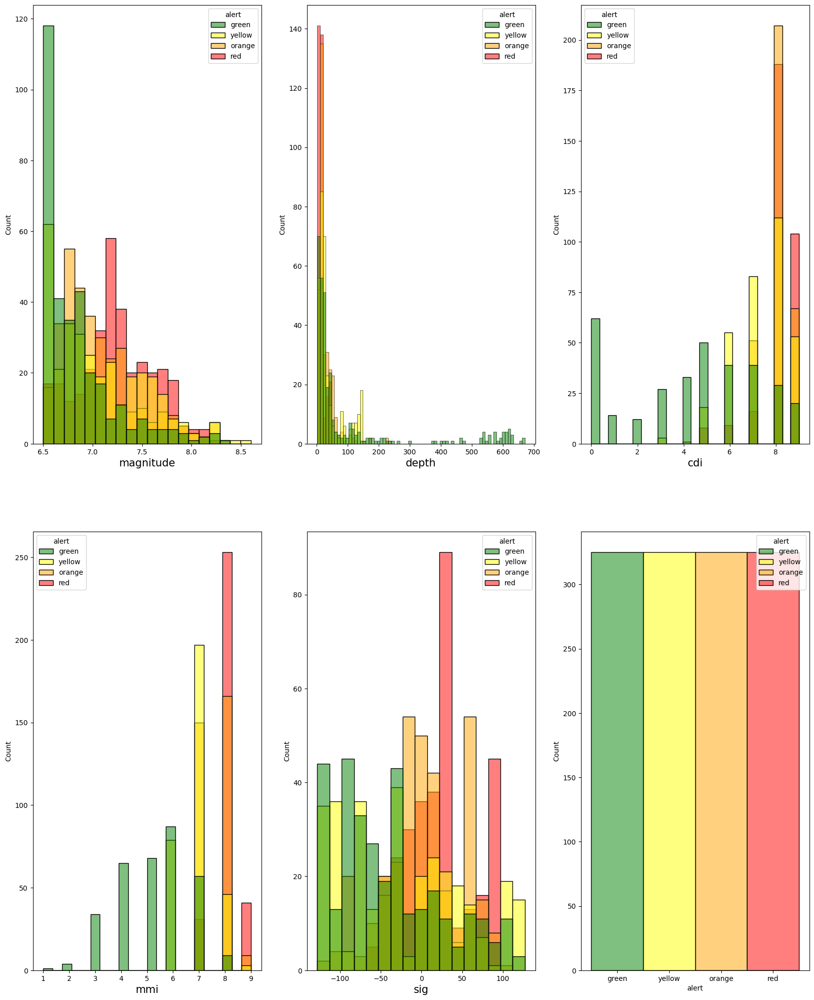 alert
green
yellow
orange
red
120
100
80
60
40
20
0
Count
6.5 7.0 7.5 8.0 8.5
magnitude
alert
green
yellow
orange
red
140
120
100
80
60
40
20
0
Count
0 100 200 300 400 500 600 700
depth
alert
green
yellow
orange
red
200
175
150
125
100
75
50
25
0
Count
0 2 4 6 8
cdi
alert
green
yellow
orange
red
250
200
150
100
50
0
Count
1 2 3 4 5 6 7 8 9
mmi
alert
green
yellow
orange
red
80
60
40
20
0
Count
−100 −50 0 50 100
sig
alert
green
yellow
orange
red
300
250
200
150
100
50
0
Count
green yellow orange red
alert